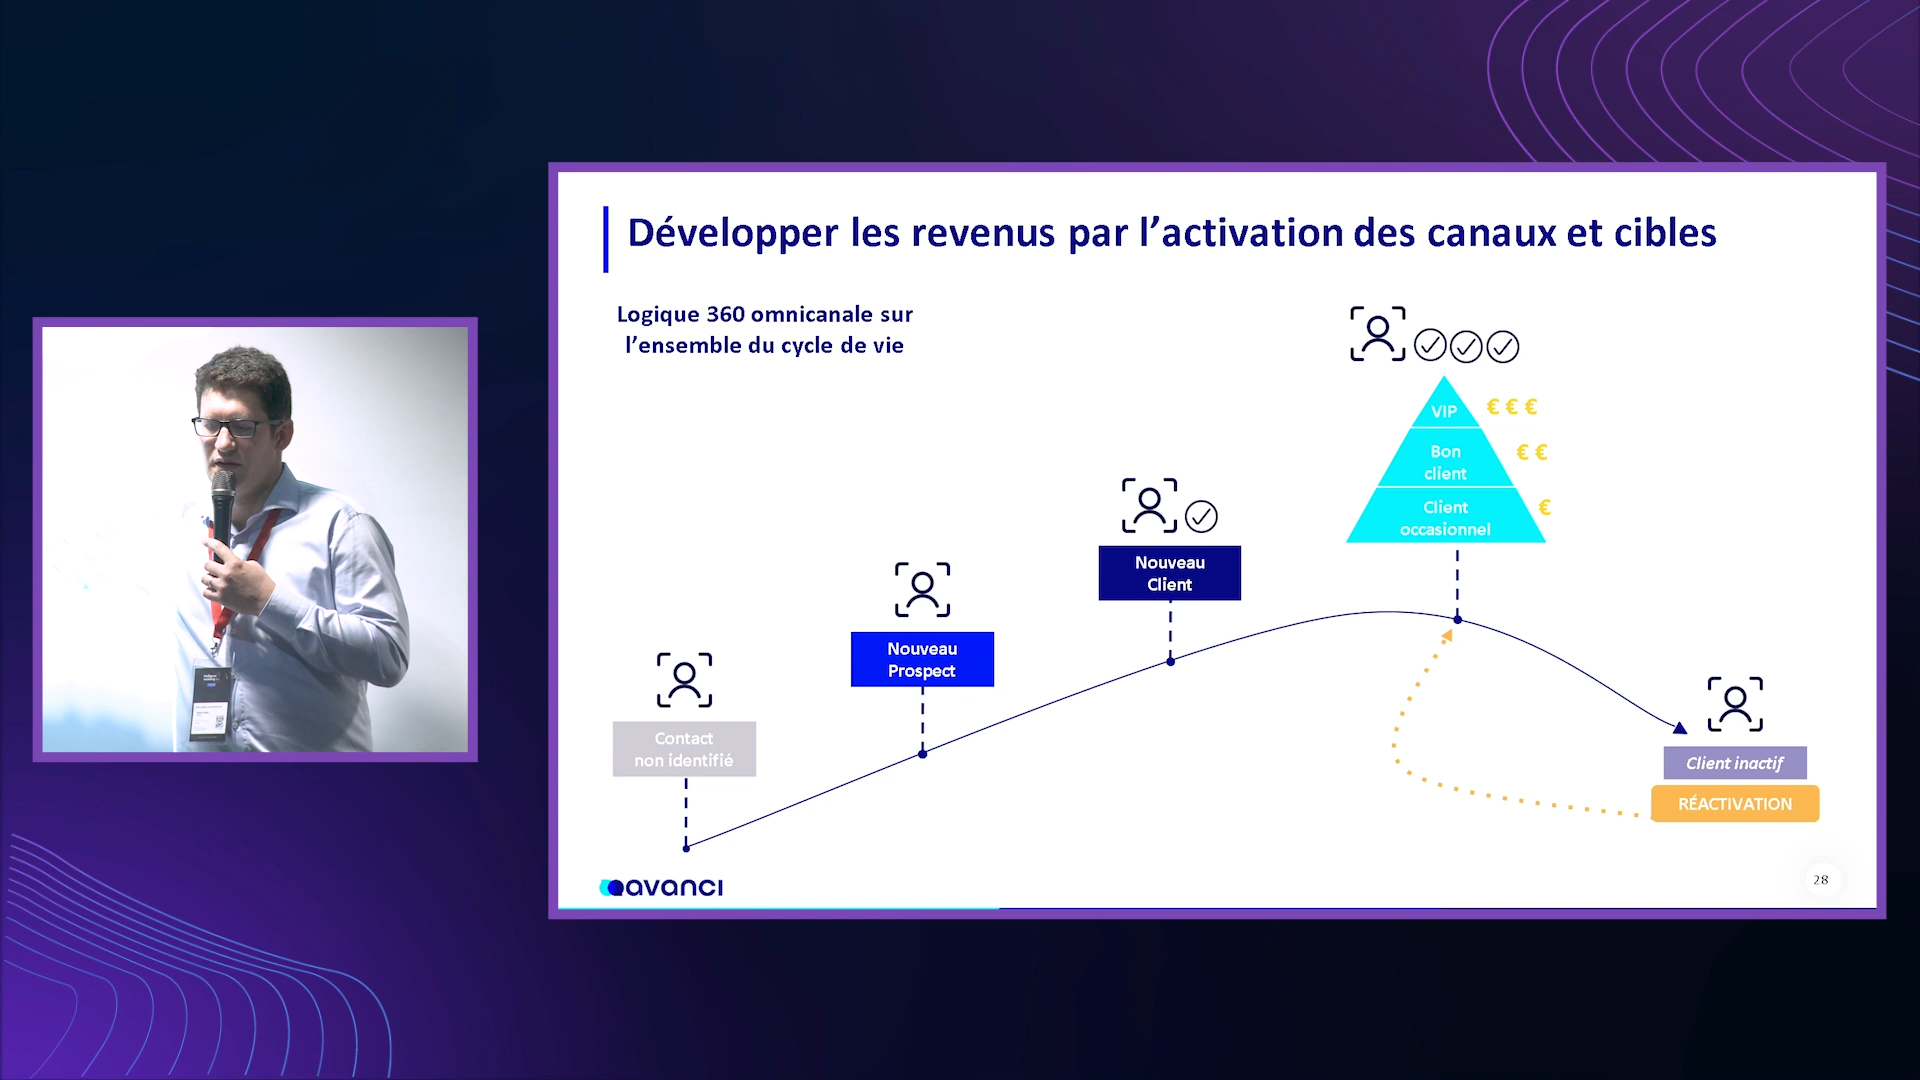 Développer les revenus par l'activation des canaux et cibles
Logique 360 omnicanale sur
l'ensemble du cycle de vie
VIP
€ € €
Bon
client
€ €
Client
occasionnel
€
Nouveau
Client
Nouveau
Prospect
Contact
non identifié
Client inactif
RÉACTIVATION
avanci
28